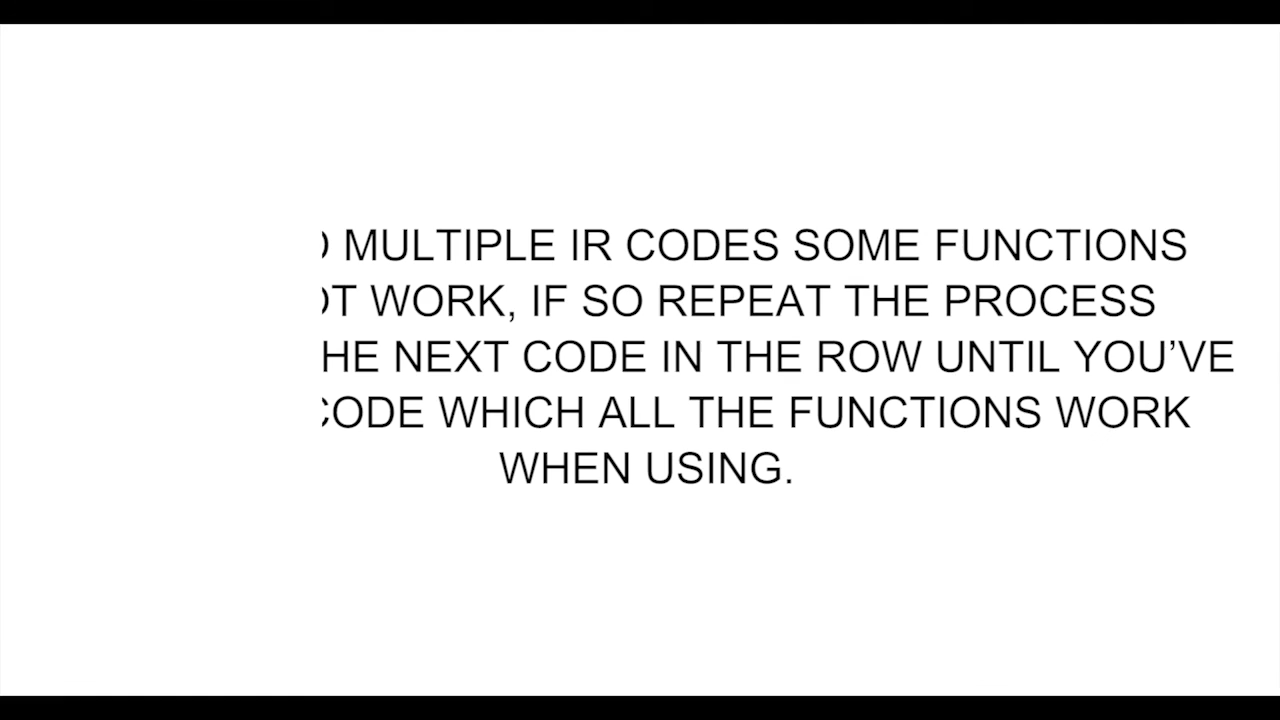 MULTIPLE IR CODES SOME FUNCTIONS
WORK, IF SO REPEAT THE PROCESS
NEXT CODE IN THE ROW UNTIL YOU’VE
CODE WHICH ALL THE FUNCTIONS WORK
WHEN USING.